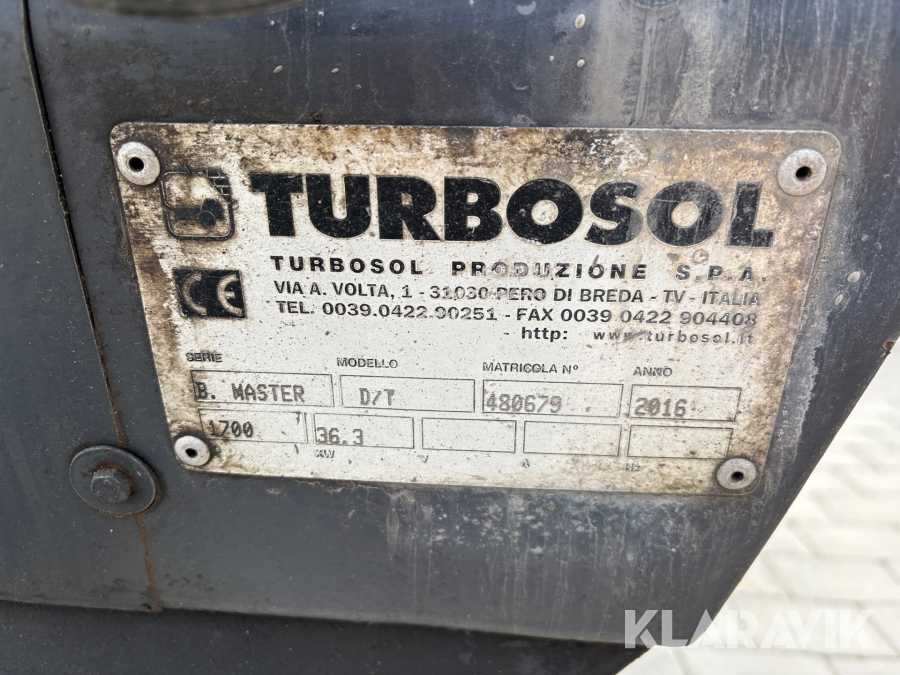 TURBOSOL
TURBOSOL PRODUZIONE S.P.A.
CE
VIA A. VOLTA, 1 - 31030 PERO DI BREDA - TV - ITALIA
TEL. 0039.0422.90251 - FAX 0039.0422 904408
http: www.turbosol.it
SERIE MODELLO MATRICOLA N° ANNO
B. MASTER D/T 480679 2016
1700 36.3
KW V A Hz
KLARAVIK